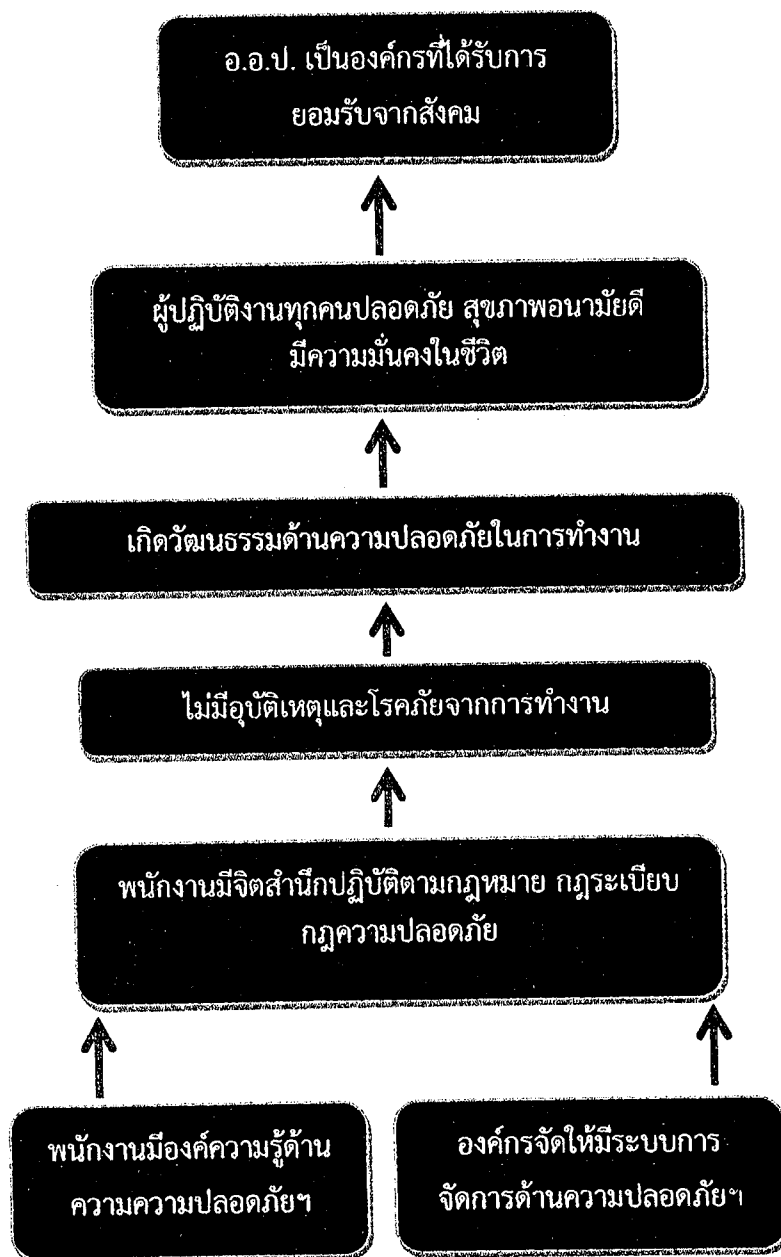 อ.อ.ป. เป็นองค์กรที่ได้รับการ
ยอมรับจากสังคม
ผู้ปฏิบัติงานทุกคนปลอดภัย สุขภาพอนามัยดี
มีความมั่นคงในชีวิต
เกิดวัฒนธรรมด้านความปลอดภัยในการทำงาน
ไม่มีอุบัติเหตุและโรคภัยจากการทำงาน
พนักงานมีจิตสำนึกปฏิบัติตามกฎหมาย กฎระเบียบ
กฎความปลอดภัย
พนักงานมีองค์ความรู้ด้าน
ความความปลอดภัยฯ
องค์กรจัดให้มีระบบการ
จัดการด้านความปลอดภัยฯ